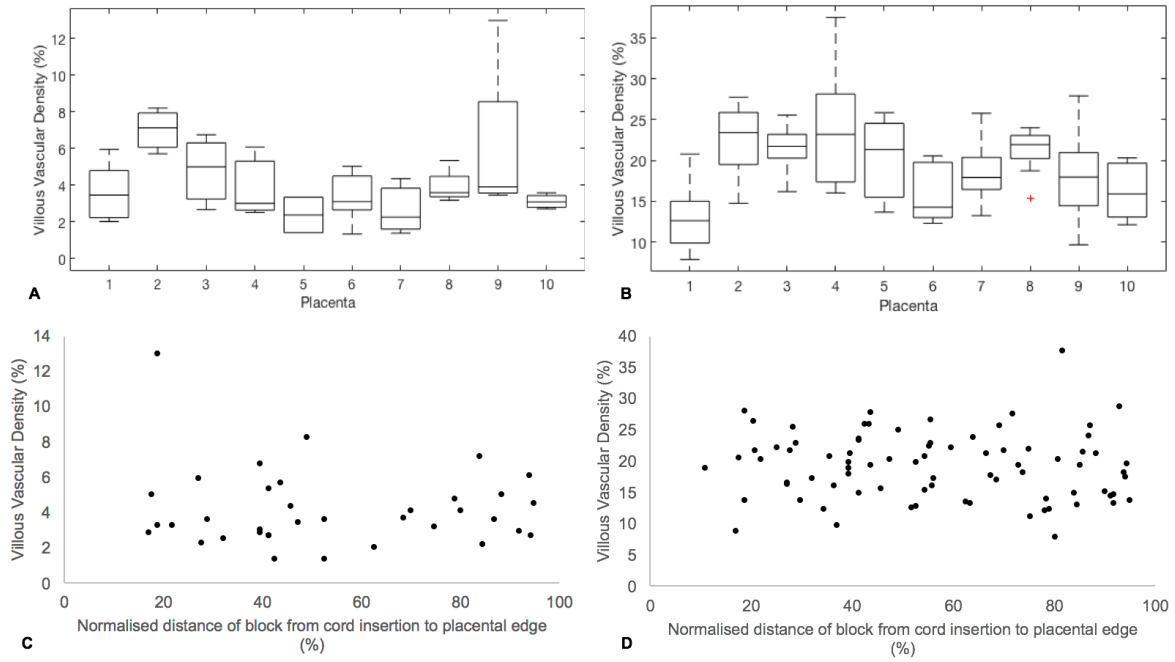 12
10
8
6
4
2
0
Villous Vascular Density (%)
1 2 3 4 5 6 7 8 9 10
Placenta
A
35
30
25
20
15
10
Villous Vascular Density (%)
1 2 3 4 5 6 7 8 9 10
Placenta
B
14
12
10
8
6
4
2
0
Villous Vascular Density (%)
0 20 40 60 80 100
Normalised distance of block from cord insertion to placental edge
(%)
C
40
35
30
25
20
15
10
5
0
Villous Vascular Density (%)
0 20 40 60 80 100
Normalised distance of block from cord insertion to placental edge
(%)
D